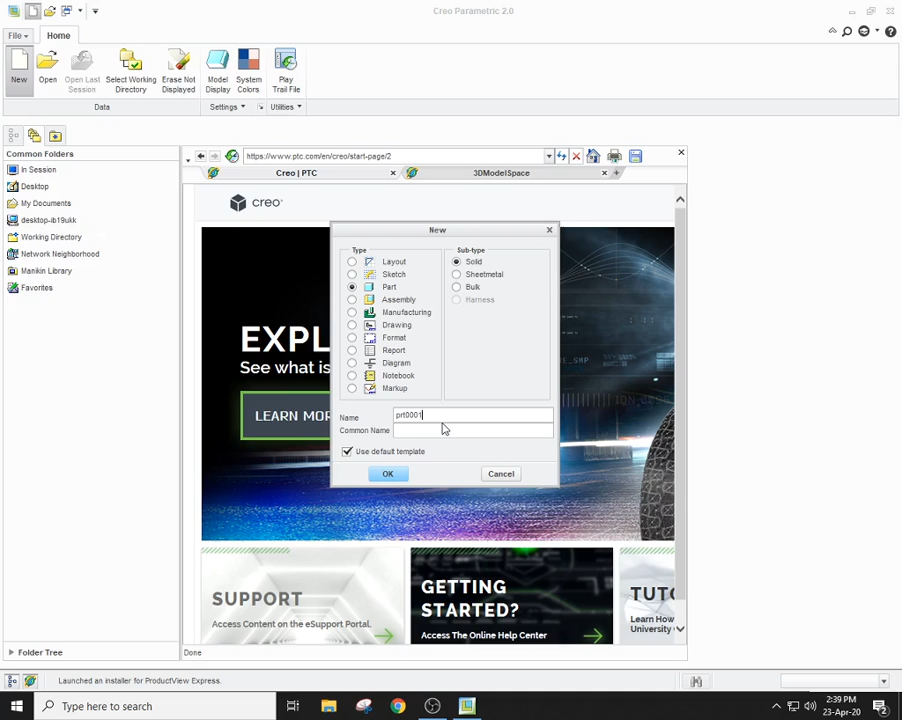 Creo Parametric 2.0
File
Home
New
Open
Open Last
Session
Select Working
Directory
Erase Not
Displayed
Model
Display
System
Colors
Play
Trail File
Data
Settings
Utilities
Common Folders
In Session
Desktop
My Documents
desktop-ib19ukk
Working Directory
Network Neighborhood
Manikin Library
Favorites
Folder Tree
https://www.ptc.com/en/creo/start-page/2
Creo | PTC
3DModelSpace
creo
EXPL
See what is
LEARN MOR
New
Type
Layout
Sketch
Part
Assembly
Manufacturing
Drawing
Format
Report
Diagram
Notebook
Markup
Sub-type
Solid
Sheetmetal
Bulk
Harness
Name
prt0001
Common Name
Use default template
OK
Cancel
SUPPORT
Access Content on the eSupport Portal.
GETTING
STARTED?
Access The Online Help Center
TUTO
Learn How
University
Done
Launched an installer for ProductView Express.
Type here to search
2:39 PM
23-Apr-20
2